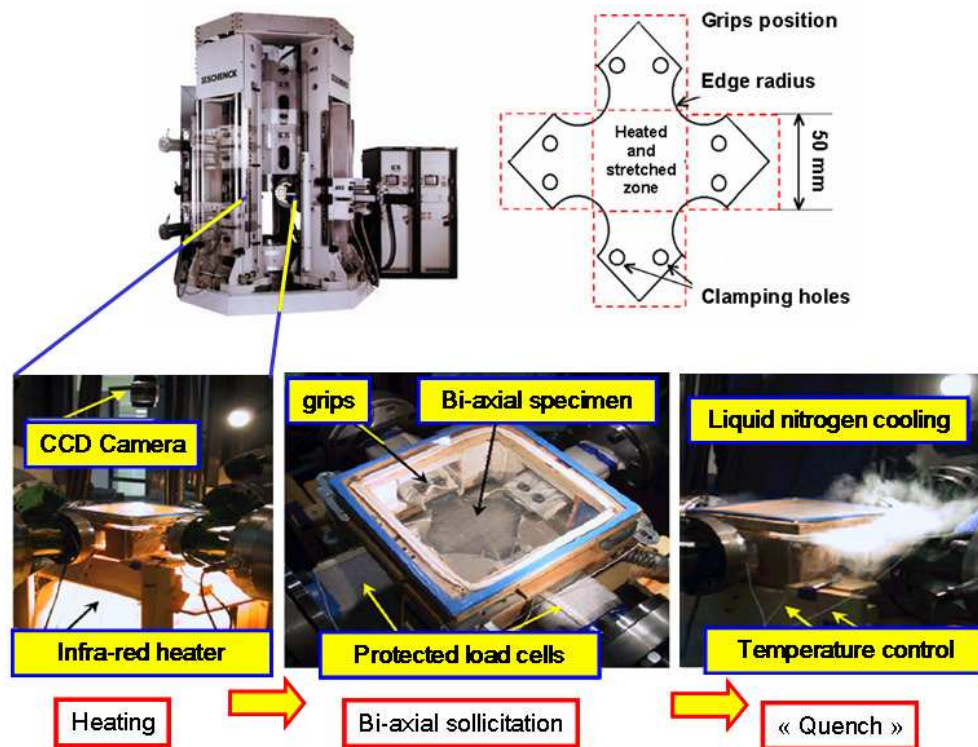 SCHENCK
Grips position
Edge radius
Heated
and
stretched
zone
50 mm
Clamping holes
CCD Camera
Infra-red heater
grips
Bi-axial specimen
Protected load cells
Liquid nitrogen cooling
Temperature control
Heating
Bi-axial sollicitation
« Quench »